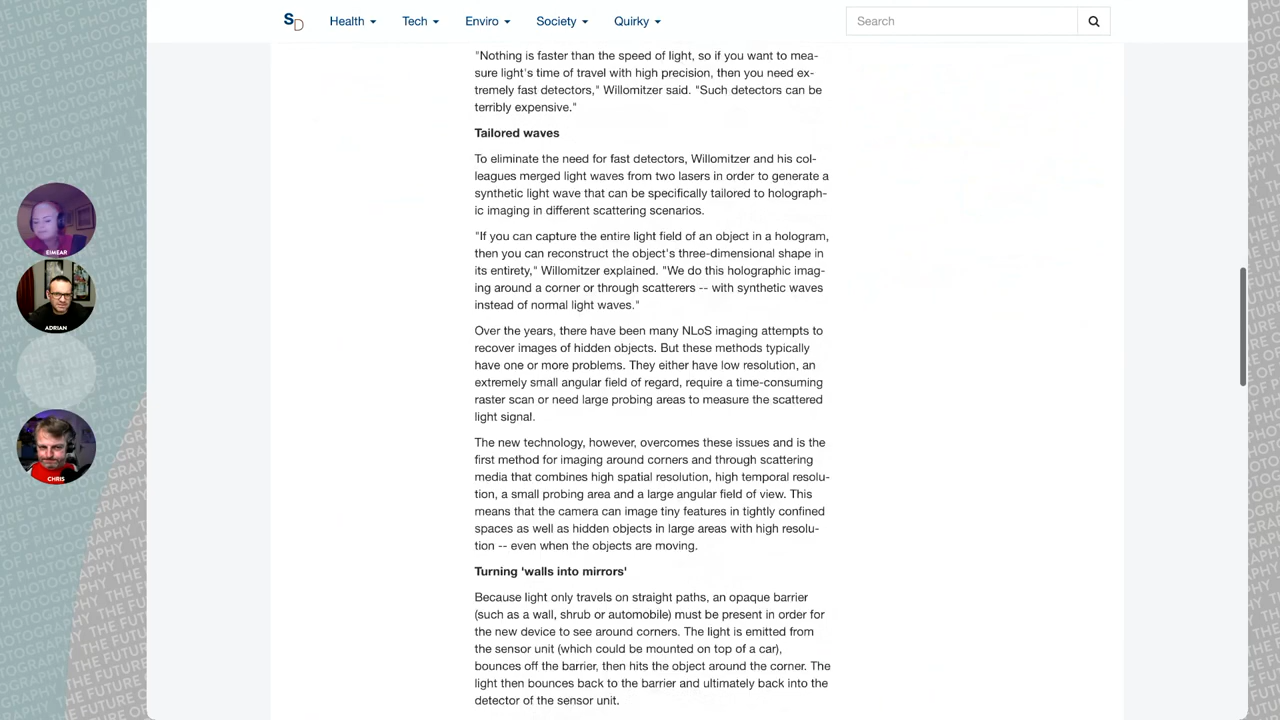 SD
Health
Tech
Enviro
Society
Quirky
Search
"Nothing is faster than the speed of light, so if you want to mea-
sure light's time of travel with high precision, then you need ex-
tremely fast detectors," Willomitzer said. "Such detectors can be
terribly expensive."
Tailored waves
To eliminate the need for fast detectors, Willomitzer and his col-
leagues merged light waves from two lasers in order to generate a
synthetic light wave that can be specifically tailored to holograph-
ic imaging in different scattering scenarios.
"If you can capture the entire light field of an object in a hologram,
then you can reconstruct the object's three-dimensional shape in
its entirety," Willomitzer explained. "We do this holographic imag-
ing around a corner or through scatterers -- with synthetic waves
instead of normal light waves."
Over the years, there have been many NLoS imaging attempts to
recover images of hidden objects. But these methods typically
have one or more problems. They either have low resolution, an
extremely small angular field of regard, require a time-consuming
raster scan or need large probing areas to measure the scattered
light signal.
The new technology, however, overcomes these issues and is the
first method for imaging around corners and through scattering
media that combines high spatial resolution, high temporal resolu-
tion, a small probing area and a large angular field of view. This
means that the camera can image tiny features in tightly confined
spaces as well as hidden objects in large areas with high resolu-
tion -- even when the objects are moving.
Turning 'walls into mirrors'
Because light only travels on straight paths, an opaque barrier
(such as a wall, shrub or automobile) must be present in order for
the new device to see around corners. The light is emitted from
the sensor unit (which could be mounted on top of a car),
bounces off the barrier, then hits the object around the corner. The
light then bounces back to the barrier and ultimately back into the
detector of the sensor unit.
EIMEAR
ADRIAN
CHRIS